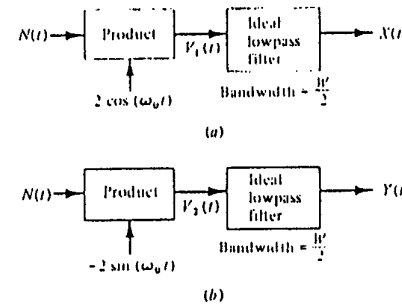 N(t) Product V₁(t) Ideal lowpass filter X(t
2 cos (ω₀t) Bandwidth = W/2
(a)
N(t) Product V₂(t) Ideal lowpass filter Y(t
-2 sin (ω₀t) Bandwidth = W/2
(b)